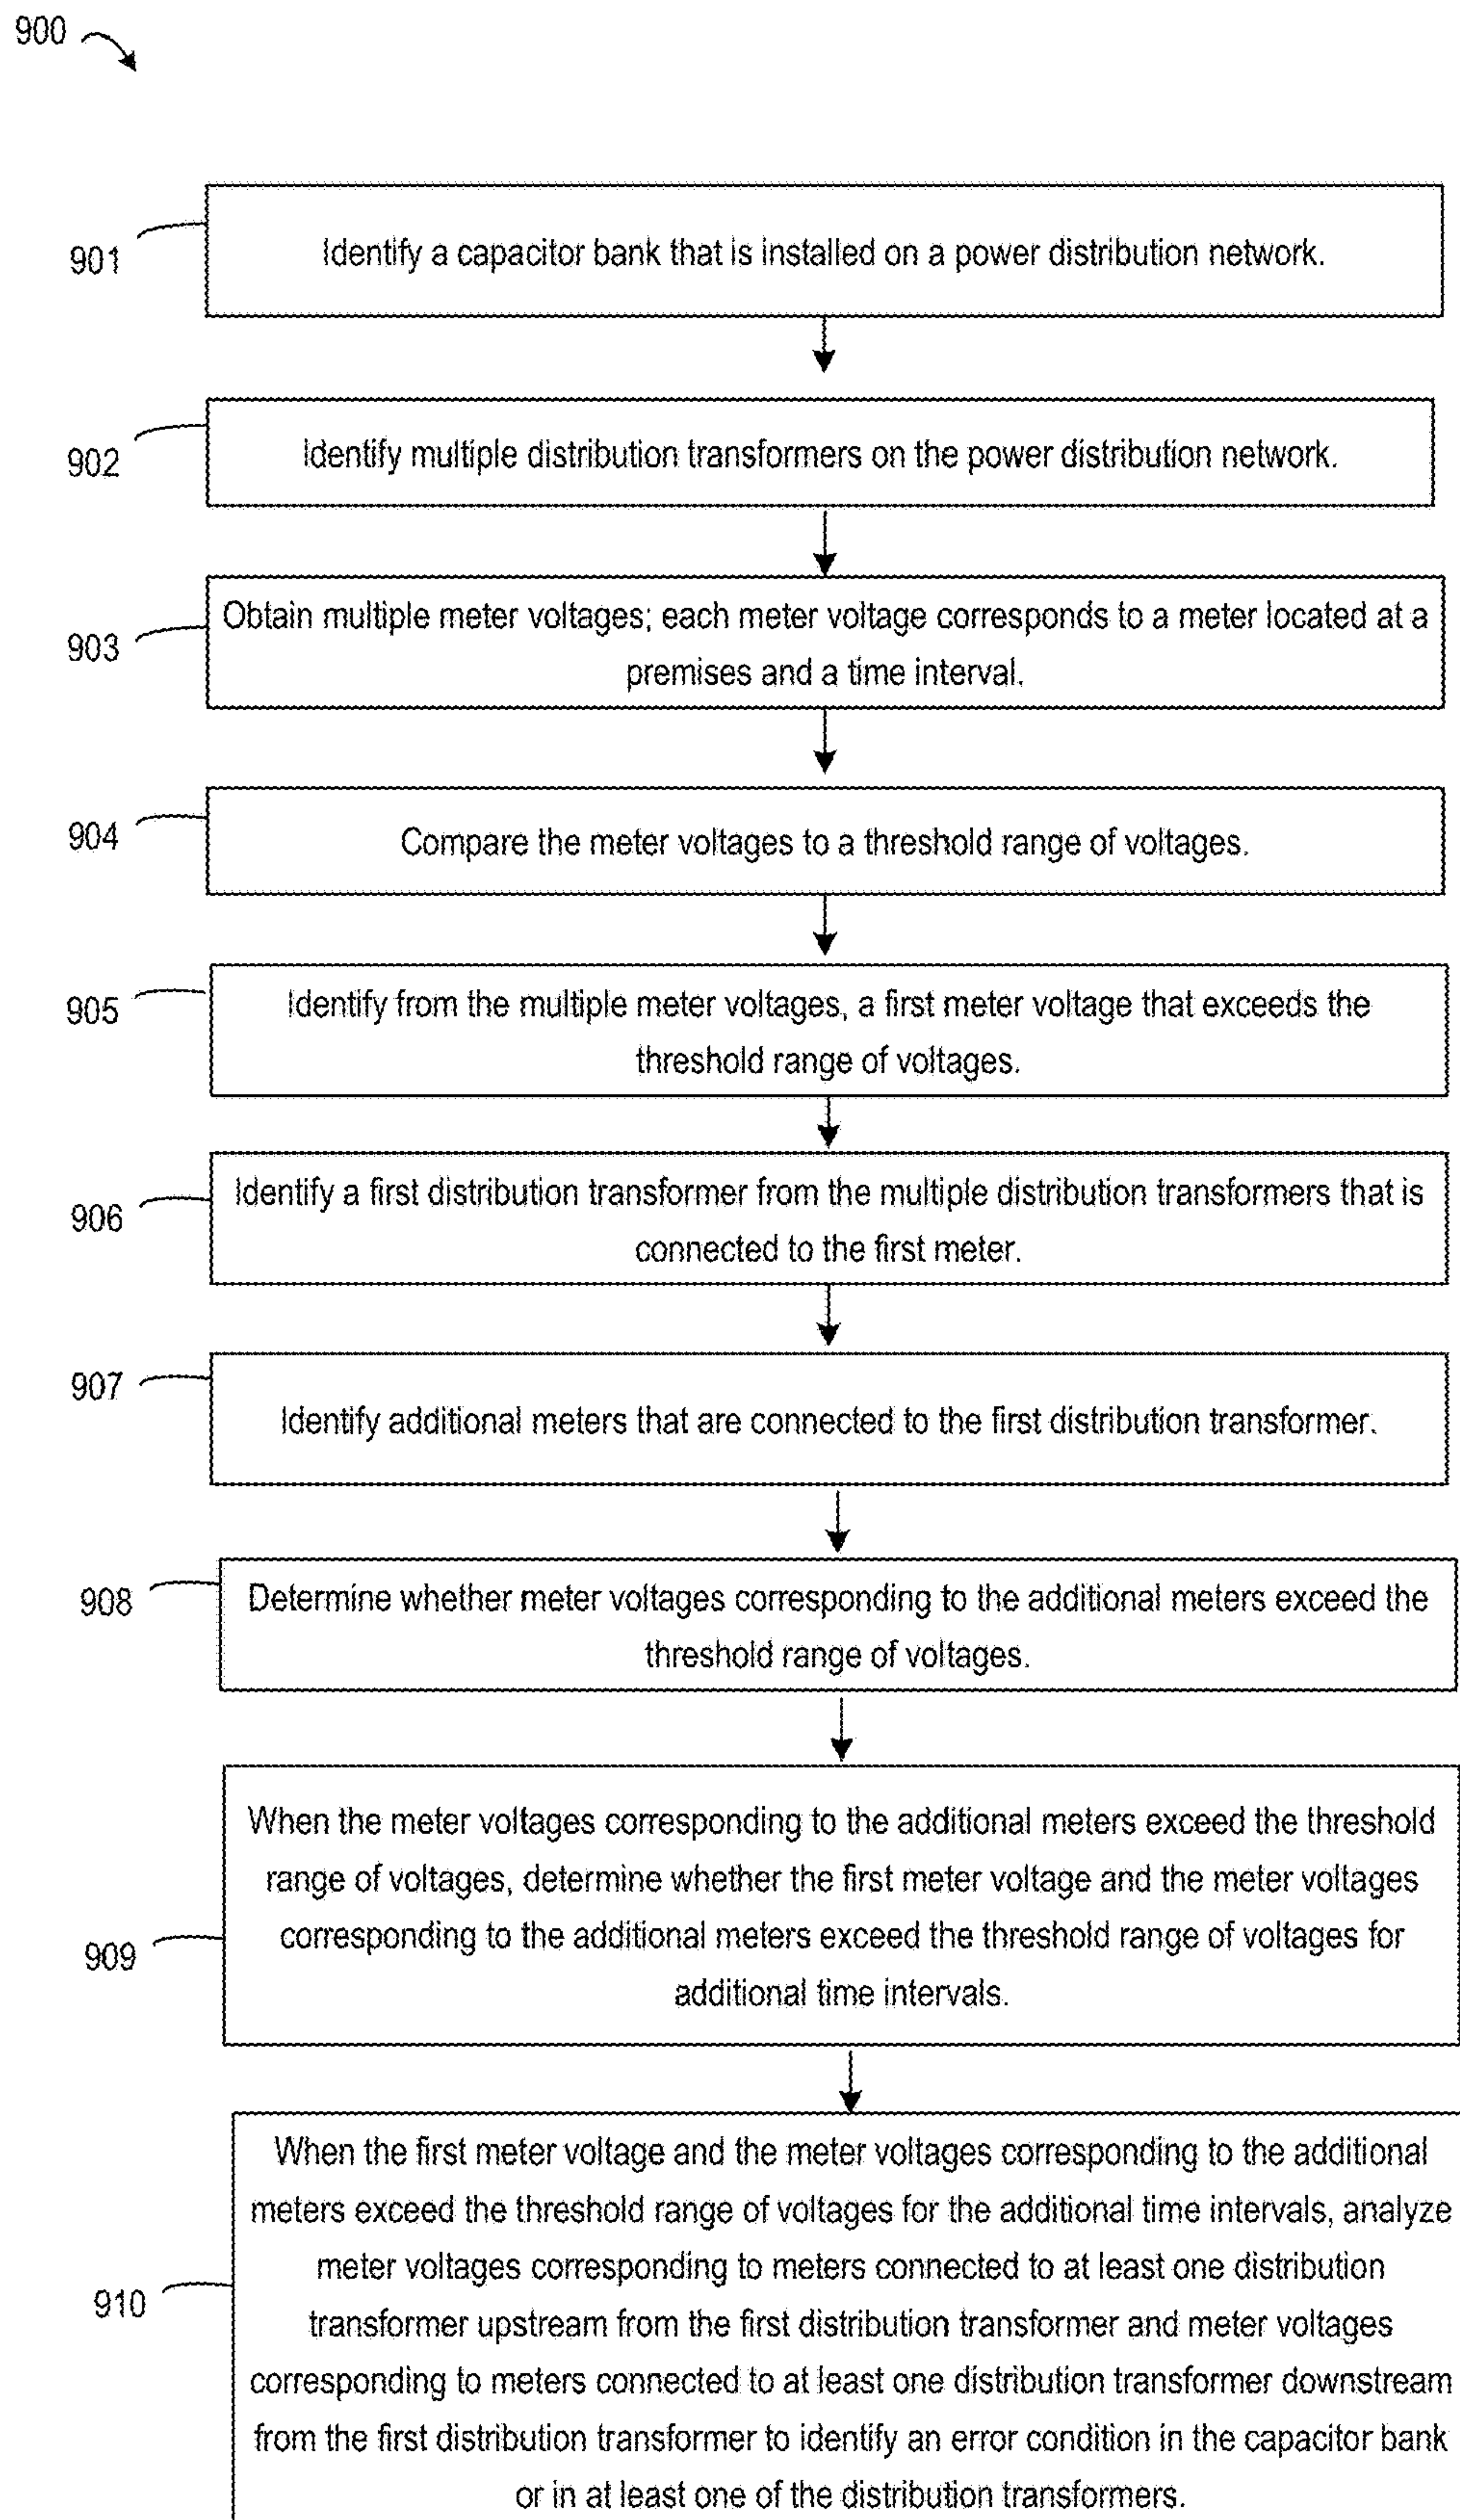 900
901
Identify a capacitor bank that is installed on a power distribution network.
902
Identify multiple distribution transformers on the power distribution network.
903
Obtain multiple meter voltages; each meter voltage corresponds to a meter located at a
premises and a time interval.
904
Compare the meter voltages to a threshold range of voltages.
905
Identify from the multiple meter voltages, a first meter voltage that exceeds the
threshold range of voltages.
906
Identify a first distribution transformer from the multiple distribution transformers that is
connected to the first meter.
907
Identify additional meters that are connected to the first distribution transformer.
908
Determine whether meter voltages corresponding to the additional meters exceed the
threshold range of voltages.
909
When the meter voltages corresponding to the additional meters exceed the threshold
range of voltages, determine whether the first meter voltage and the meter voltages
corresponding to the additional meters exceed the threshold range of voltages for
additional time intervals.
910
When the first meter voltage and the meter voltages corresponding to the additional
meters exceed the threshold range of voltages for the additional time intervals, analyze
meter voltages corresponding to meters connected to at least one distribution
transformer upstream from the first distribution transformer and meter voltages
corresponding to meters connected to at least one distribution transformer downstream
from the first distribution transformer to identify an error condition in the capacitor bank
or in at least one of the distribution transformers.